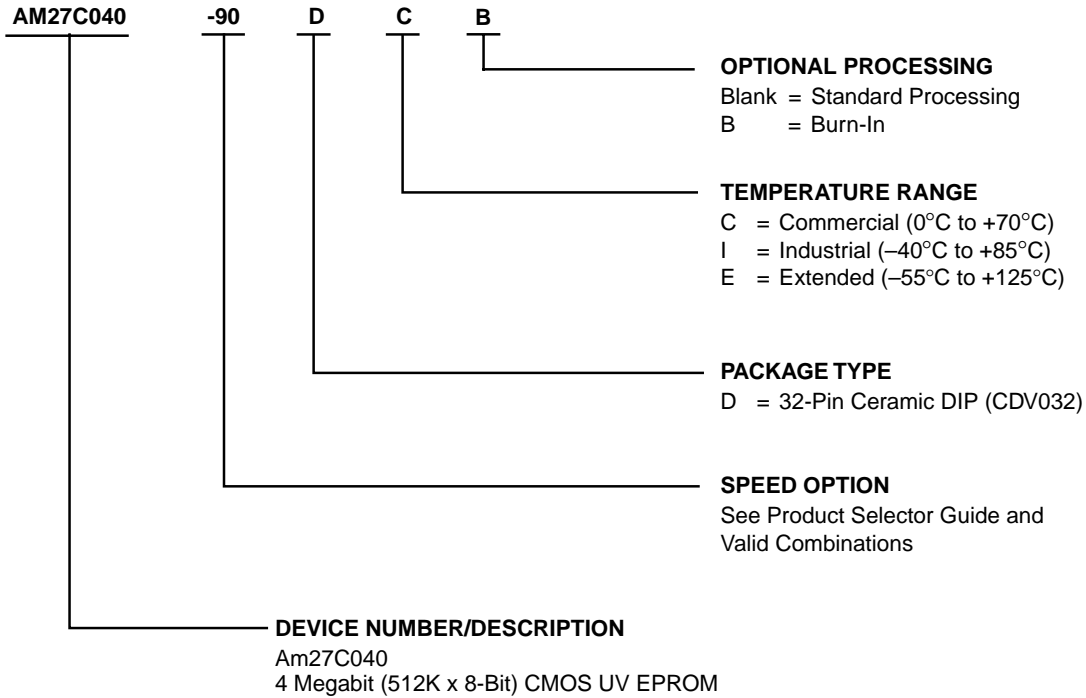 AM27C040 -90 D C B
OPTIONAL PROCESSING
Blank = Standard Processing
B = Burn-In
TEMPERATURE RANGE
C = Commercial (0°C to +70°C)
I = Industrial (–40°C to +85°C)
E = Extended (–55°C to +125°C)
PACKAGE TYPE
D = 32-Pin Ceramic DIP (CDV032)
SPEED OPTION
See Product Selector Guide and
Valid Combinations
DEVICE NUMBER/DESCRIPTION
Am27C040
4 Megabit (512K x 8-Bit) CMOS UV EPROM